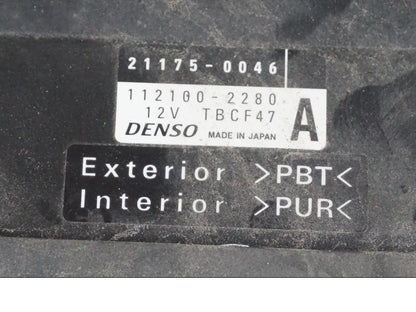 21175-0046
112100-2280
12V TBCF47
DENSO MADE IN JAPAN
A
Exterior >PBT<
Interior >PUR<